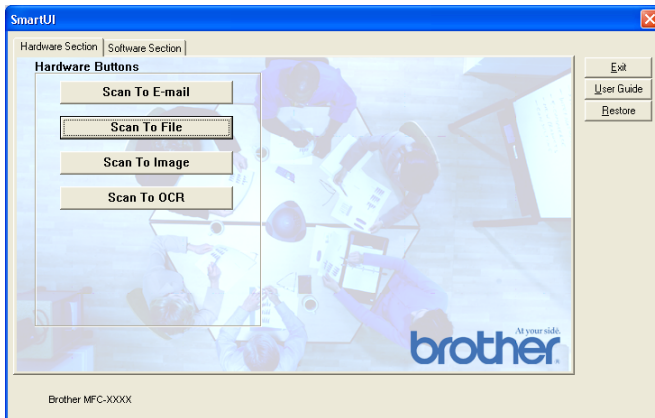 SmartUI
Hardware Section Software Section
Hardware Buttons
Scan To E-mail
Scan To File
Scan To Image
Scan To OCR
Exit
User Guide
Restore
At your side.
brother
Brother MFC-XXXX